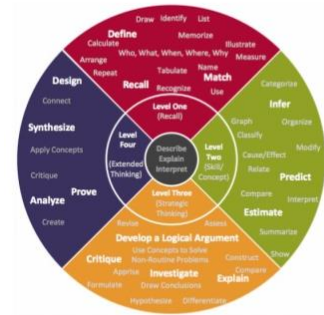 Draw Identify List
Define Memorize
Calculate Illustrate
Who, What, When, Where, Why
Arrange Measure
Repeat Tabulate Name
Recall Match
Recognize Use
Level One
(Recall)
Design
Connect
Synthesize
Apply Concepts
Critique
Prove
Analyze
Create
Level
Four
(Extended
Thinking)
Describe
Explain
Interpret
Level
Two
(Skill/
Concept)
Categorize
Infer
Graph Organize
Classify
Modify
Cause/Effect
Relate Predict
Compare Interpret
Estimate
Summarize
Show
Level Three
(Strategic
Thinking)
Revise Assess
Develop a Logical Argument
Use Concepts to Solve
Critique Non-Routine Problems Construct
Apprise Investigate Compare
Explain
Formulate Draw Conclusions
Hypothesize Differentiate